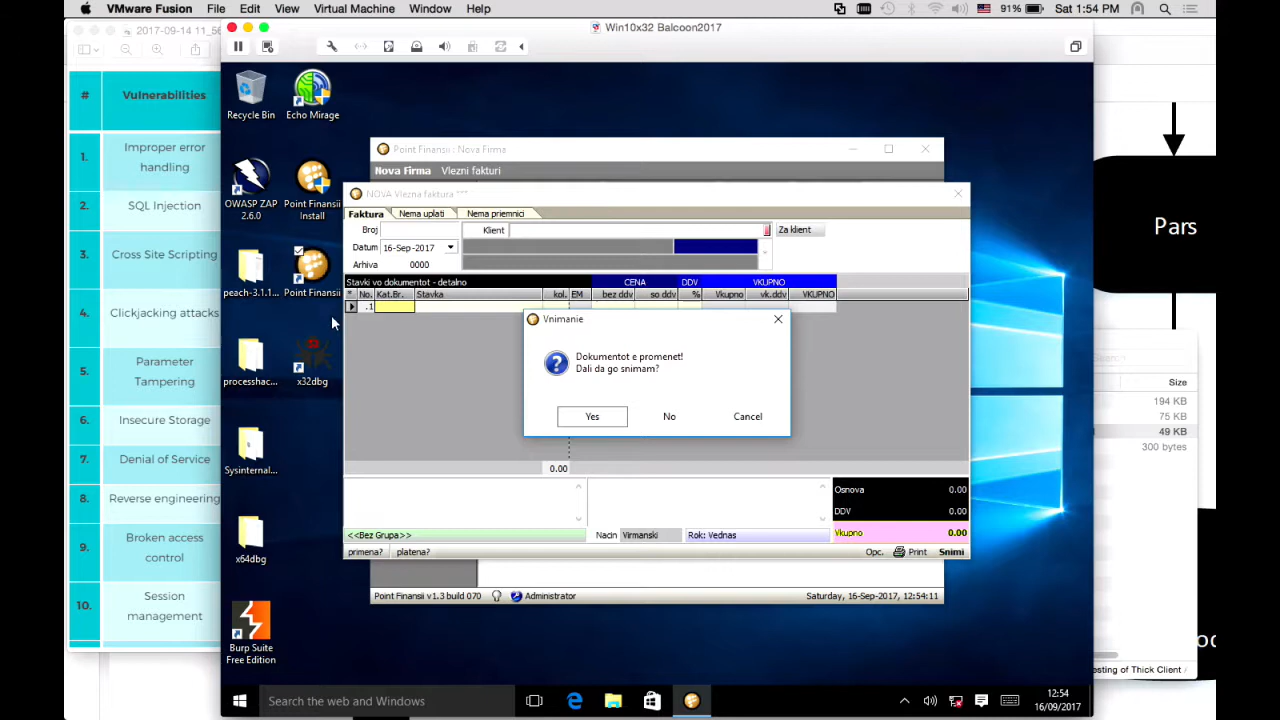 VMware Fusion File Edit View Virtual Machine Window Help
91% Sat 1:54 PM
2017-09-14 11_56
Win10x32 Balcoon2017
# Vulnerabilities
1. Improper error handling
2. SQL Injection
3. Cross Site Scripting
4. Clickjacking attacks
5. Parameter Tampering
6. Insecure Storage
7. Denial of Service
8. Reverse engineering
9. Broken access control
10. Session management
Recycle Bin
Echo Mirage
OWASP ZAP 2.6.0
Point Finansii Install
peach-3.1.1...
Point Finansii
processhac...
x32dbg
Sysinternal...
x64dbg
Burp Suite Free Edition
Point Finansii : Nova Firma
Nova Firma Vlezni fakturi
NOVA Vlezna faktura ***
Faktura Nema uplati Nema priemnici
Broj Klient Za klient
Datum 16-Sep-2017
Arhiva 0000
Stavki vo dokumentot - detalno CENA DDV VKUPNO
* No. Kat.Br. Stavka kol. EM bez ddv so ddv % Vkupno vk.ddv VKUPNO
.1
Vnimanie
Dokumentot e promenet!
Dali da go snimam?
Yes No Cancel
0.00
Osnova 0.00
DDV 0.00
Vkupno 0.00
<<Bez Grupa>> Nacin Virmanski Rok: Vednas
primena? platena? Opc. Print Snimi
Point Finansii v1.3 build 070 Administrator Saturday, 16-Sep-2017, 12:54:11
Pars
Search
Size
194 KB
75 KB
49 KB
300 bytes
esting of Thick Client
Search the web and Windows
12:54
16/09/2017